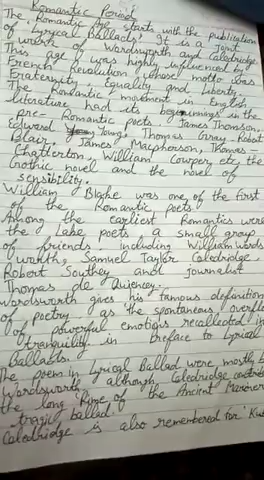 Romantic Period
The Romantic Age starts with the publication
of Lyrical Ballads. It is a joint
work of Wordsworth and Caledridge.
This age was highly influenced by
French Revolution whose motto was
Fraternity Equality and Liberty.
The Romantic movement in English
literature had its beginnings in the
pre-Romantic poets, James Thomson,
Edward Young, Thomas Gray, Robert
Blair, James Macpherson, Thomas
Chatterton, William Cowper, etc the
Gothic novel and the novel of
sensibility.
William Blake was one of the first
of the Romantic poets.
Among the earliest Romantics were
the Lake poets a small group
of friends, including William words
worth, Samuel Taylor Caledridge,
Robert Southey and journalist
Thomas de Quincey.
Wordsworth gives his famous definition
of poetry as the spontaneous overflow
of powerful emotions recollected in
tranquility in preface to Lyrical
Ballads.
The poem in Lyrical Ballad were mostly by
Wordsworth although Caledridge
the long 'Rime of the Ancient Mariner
tragic ballad.
Caledridge is also remembered for